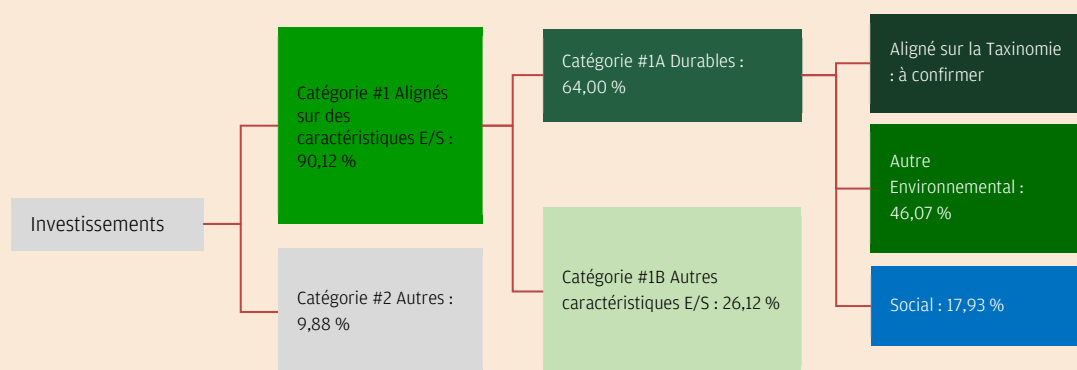 Investissements
Catégorie #1 Alignés
sur des
caractéristiques E/S :
90,12 %
Catégorie #2 Autres :
9,88 %
Catégorie #1A Durables :
64,00 %
Catégorie #1B Autres
caractéristiques E/S : 26,12 %
Aligné sur la Taxinomie
: à confirmer
Autre
Environnemental :
46,07 %
Social : 17,93 %